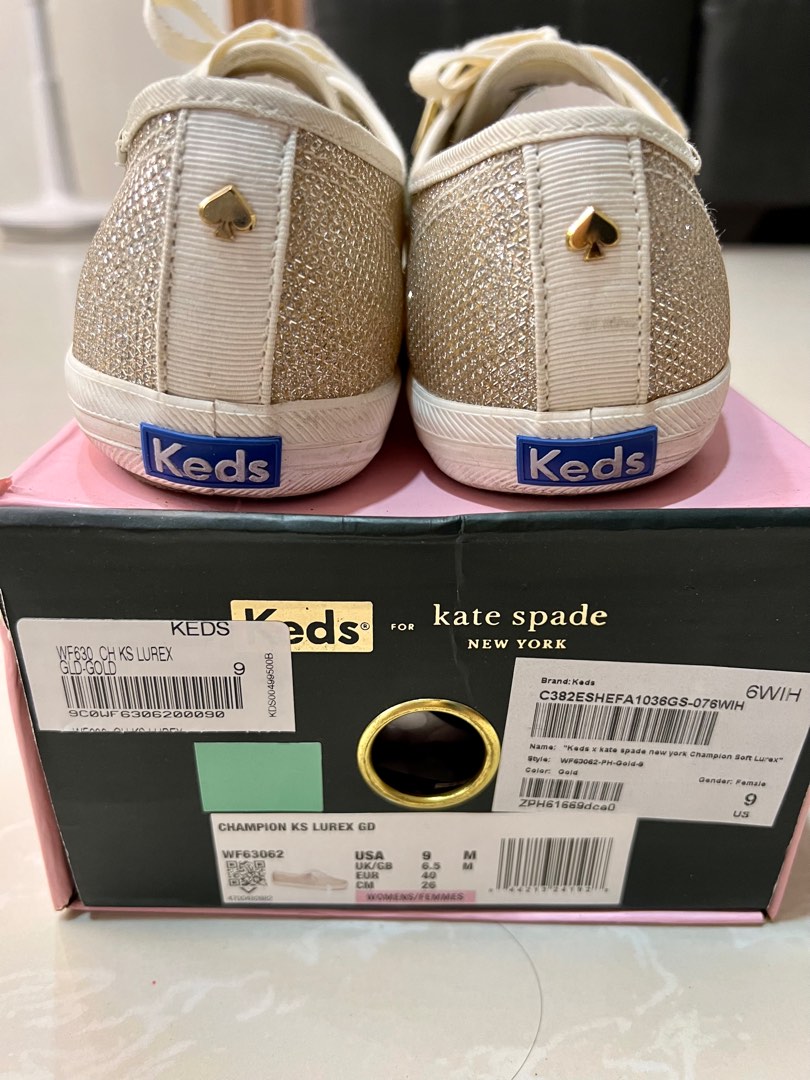 Keds
Keds
Keds® FOR kate spade
NEW YORK
KEDS
WF630 CH KS LUREX
GLD-GOLD 9
9C0WF6306200090
KDS00499500B
6WIH
Brand: Keds
C382ESHEFA1036GS-076WIH
Name: "Keds x kate spade new york Champion Soft Lurex"
Style: WF63062-PH-Gold-9
Color: Gold
Gender: Female
ZPH61669dce0
9
US
CHAMPION KS LUREX GD
WF63062
USA 9 M
UK/GB 6.5 M
EUR 40
CM 26
WOMENS/FEMMES